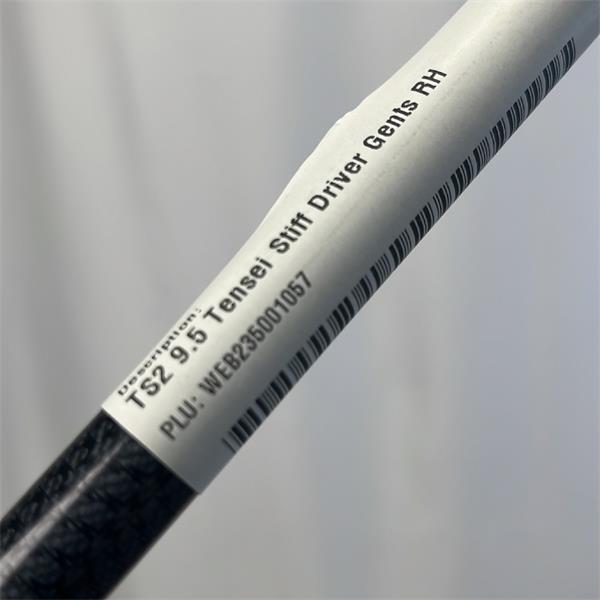 Description:
TS2 9.5 Tensei Stiff Driver Gents RH
PLU: WEB235001057